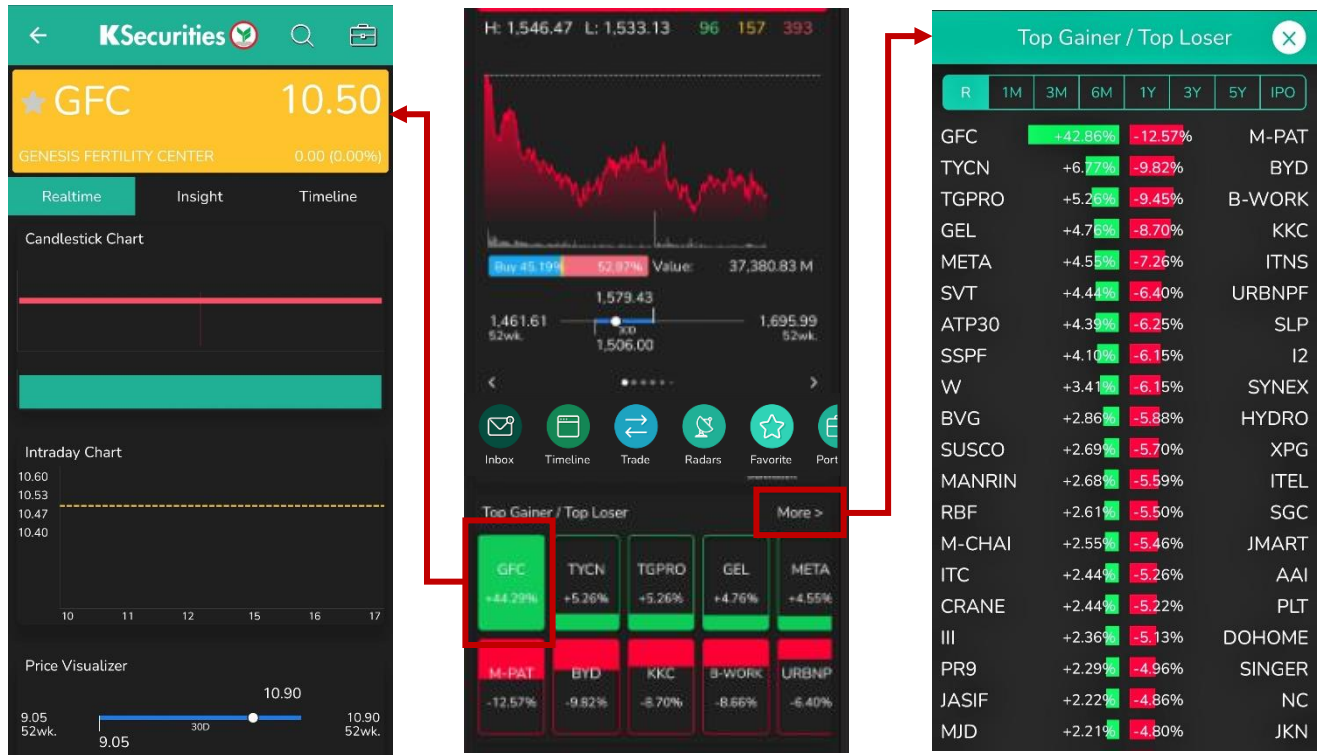 KSecurities
GFC 10.50
GENESIS FERTILITY CENTER 0.00 (0.00%)
Realtime Insight Timeline
Candlestick Chart
Intraday Chart
10.60
10.53
10.47
10.40
10 11 12 15 16 17
Price Visualizer
10.90
9.05 10.90
52wk. 30D 52wk.
9.05
H: 1,546.47 L: 1,533.13 96 157 393
Buy 45.19% 52.97% Value: 37,380.83 M
1,579.43
1,461.61 1,695.99
52wk. 30D 52wk.
1,506.00
Inbox Timeline Trade Radars Favorite Port
Top Gainer / Top Loser More >
GFC TYCN TGPRO GEL META
+44.29% +5.26% +5.26% +4.76% +4.55%
M-PAT BYD KKC B-WORK URBNP
-12.57% -9.82% -8.70% -8.66% -6.40%
Top Gainer / Top Loser
R 1M 3M 6M 1Y 3Y 5Y IPO
GFC +42.86% -12.57% M-PAT
TYCN +6.77% -9.82% BYD
TGPRO +5.26% -9.45% B-WORK
GEL +4.76% -8.70% KKC
META +4.55% -7.26% ITNS
SVT +4.44% -6.40% URBNPF
ATP30 +4.39% -6.25% SLP
SSPF +4.10% -6.15% I2
W +3.41% -6.15% SYNEX
BVG +2.86% -5.88% HYDRO
SUSCO +2.69% -5.70% XPG
MANRIN +2.68% -5.59% ITEL
RBF +2.61% -5.50% SGC
M-CHAI +2.55% -5.46% JMART
ITC +2.44% -5.26% AAI
CRANE +2.44% -5.22% PLT
III +2.36% -5.13% DOHOME
PR9 +2.29% -4.96% SINGER
JASIF +2.22% -4.86% NC
MJD +2.21% -4.80% JKN